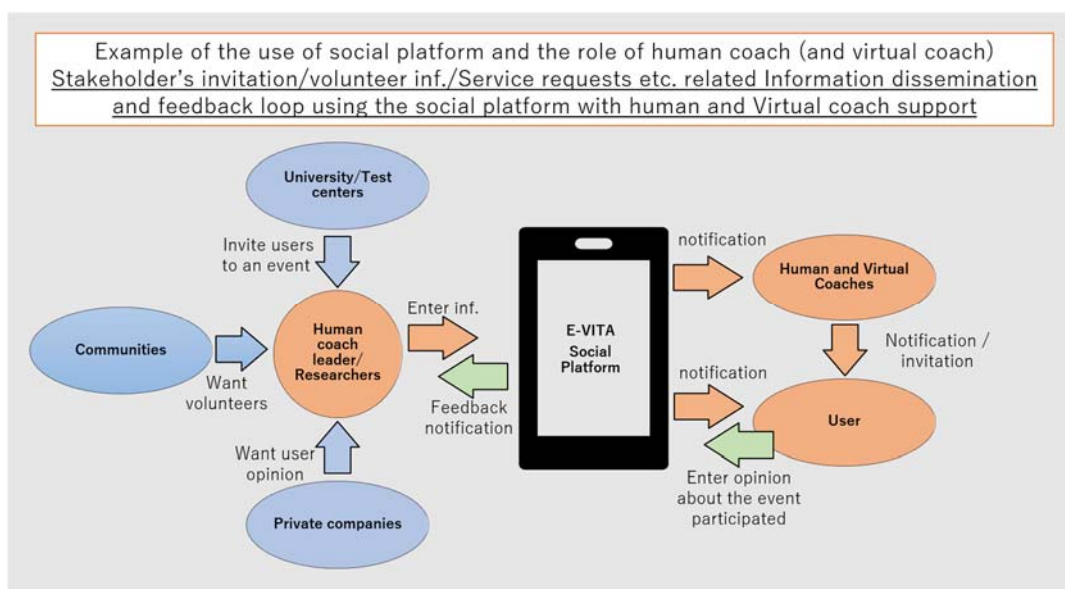 Example of the use of social platform and the role of human coach (and virtual coach)
Stakeholder's invitation/volunteer inf./Service requests etc. related Information dissemination
and feedback loop using the social platform with human and Virtual coach support
University/Test
centers
Invite users
to an event
Communities
Want
volunteers
Human
coach
leader/
Researchers
Want user
opinion
Private companies
Enter inf.
Feedback
notification
E-VITA
Social
Platform
notification
Human and Virtual
Coaches
Notification /
invitation
notification
User
Enter opinion
about the event
participated